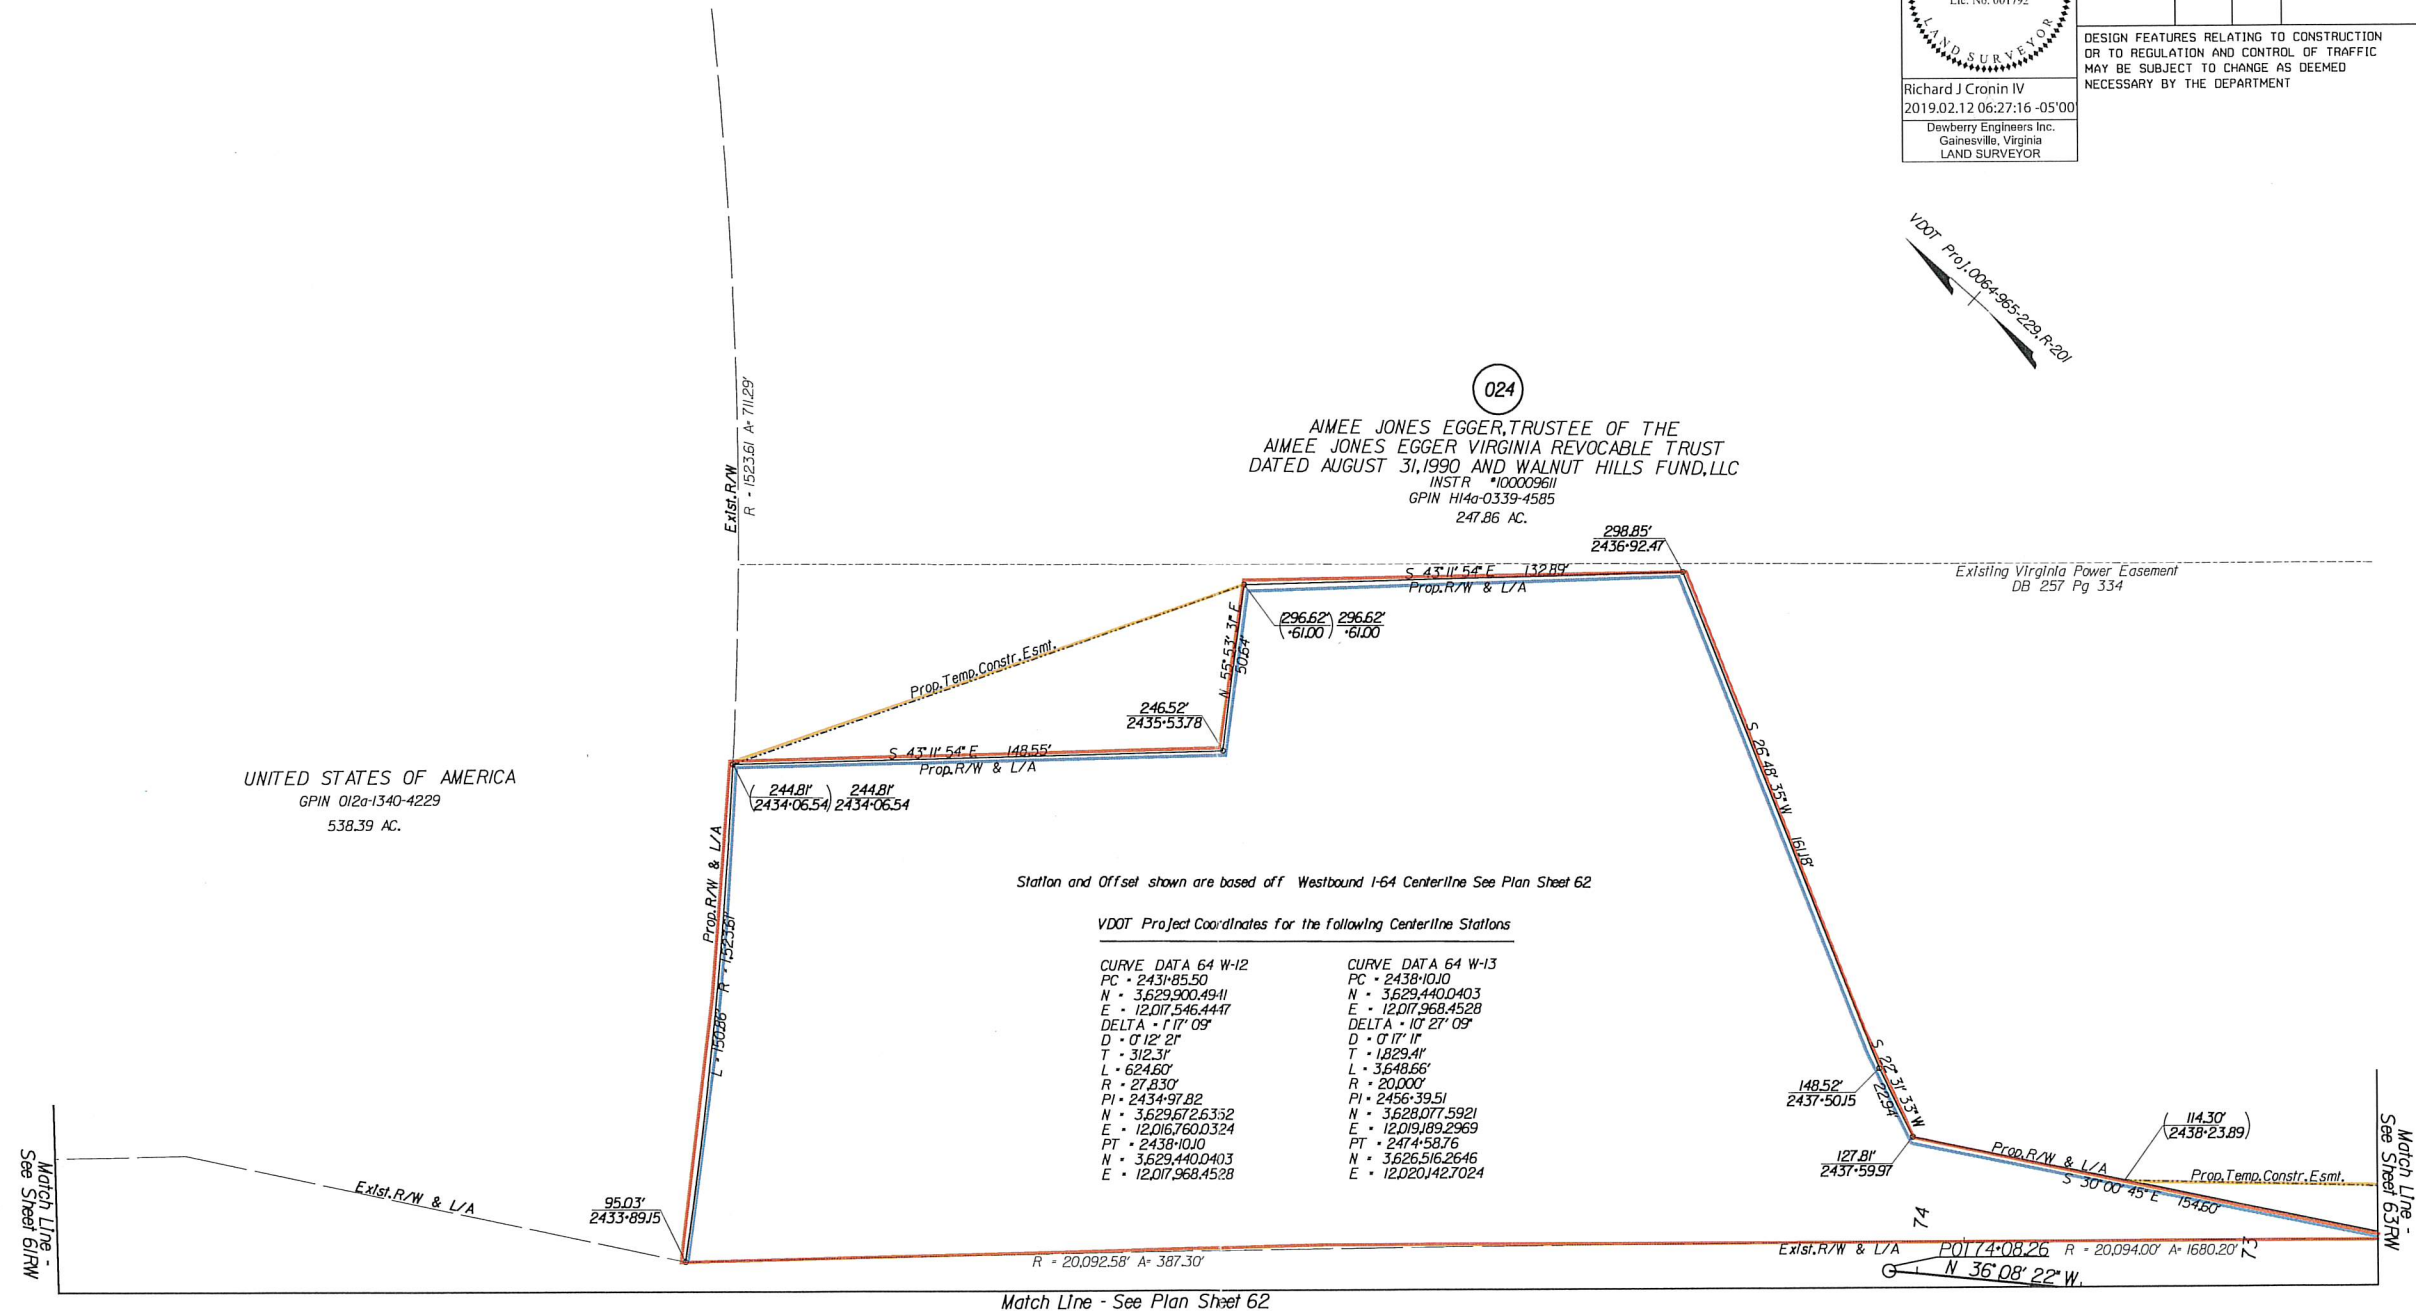 Lic. No. 001792
LAND SURVEYOR
Richard J Cronin IV
2019.02.12 06:27:16 -05'00'
Dewberry Engineers Inc.
Gainesville, Virginia
LAND SURVEYOR
DESIGN FEATURES RELATING TO CONSTRUCTION
OR TO REGULATION AND CONTROL OF TRAFFIC
MAY BE SUBJECT TO CHANGE AS DEEMED
NECESSARY BY THE DEPARTMENT
VDOT Proj. 0064-965-229, R-201
Exist. R/W
R = 1523.61 A= 711.29'
024
AIMEE JONES EGGER, TRUSTEE OF THE
AIMEE JONES EGGER VIRGINIA REVOCABLE TRUST
DATED AUGUST 31, 1990 AND WALNUT HILLS FUND, LLC
INSTR #100009611
GPIN H14a-0339-4585
247.86 AC.
298.85'
2436+92.47
S 43° 11' 54" E 132.89'
Prop. R/W & L/A
Existing Virginia Power Easement
DB 257 Pg 334
(296.62') 296.62'
(+61.00) +61.00
N 55° 53' 31" E
50.64'
Prop. Temp. Constr. Esmt.
246.52'
2435+53.78
S 43° 11' 54" E 148.55'
Prop. R/W & L/A
(244.81') 244.81'
(2434+06.54) 2434+06.54
UNITED STATES OF AMERICA
GPIN 012a-1340-4229
538.39 AC.
Prop. R/W & L/A
L = 150.86' R = 1,523.61'
S 26° 48' 35" W 161.18'
Station and Offset shown are based off Westbound I-64 Centerline See Plan Sheet 62
VDOT Project Coordinates for the following Centerline Stations
CURVE DATA 64 W-12
PC = 2431+85.50
N = 3,629,900.4941
E = 12,017,546.4447
DELTA = 1° 17' 09"
D = 0° 12' 21"
T = 312.31'
L = 624.60'
R = 27,830'
PI = 2434+97.82
N = 3,629,672.6352
E = 12,016,760.0324
PT = 2438+10.10
N = 3,629,440.0403
E = 12,017,968.4528
CURVE DATA 64 W-13
PC = 2438+10.10
N = 3,629,440.0403
E = 12,017,968.4528
DELTA = 10° 27' 09"
D = 0° 17' 11"
T = 1,829.41'
L = 3,648.66'
R = 20,000'
PI = 2456+39.51
N = 3,628,077.5921
E = 12,019,189.2969
PT = 2474+58.76
N = 3,626,516.2646
E = 12,020,142.7024
148.52'
2437+50.15
S 22° 31' 33" W
22.94'
127.81'
2437+59.97
(114.30')
(2438+23.89)
Prop. R/W & L/A
S 30° 00' 45" E 154.60'
Prop. Temp. Constr. Esmt.
Match Line -
See Sheet 61RW
Exist. R/W & L/A
95.03'
2433+89.15
R = 20,092.58' A= 387.30'
74
Exist. R/W & L/A
POT 74+08.26
R = 20,094.00' A= 1680.20'
73
N 36° 08' 22" W
Match Line -
See Sheet 63RW
Match Line - See Plan Sheet 62